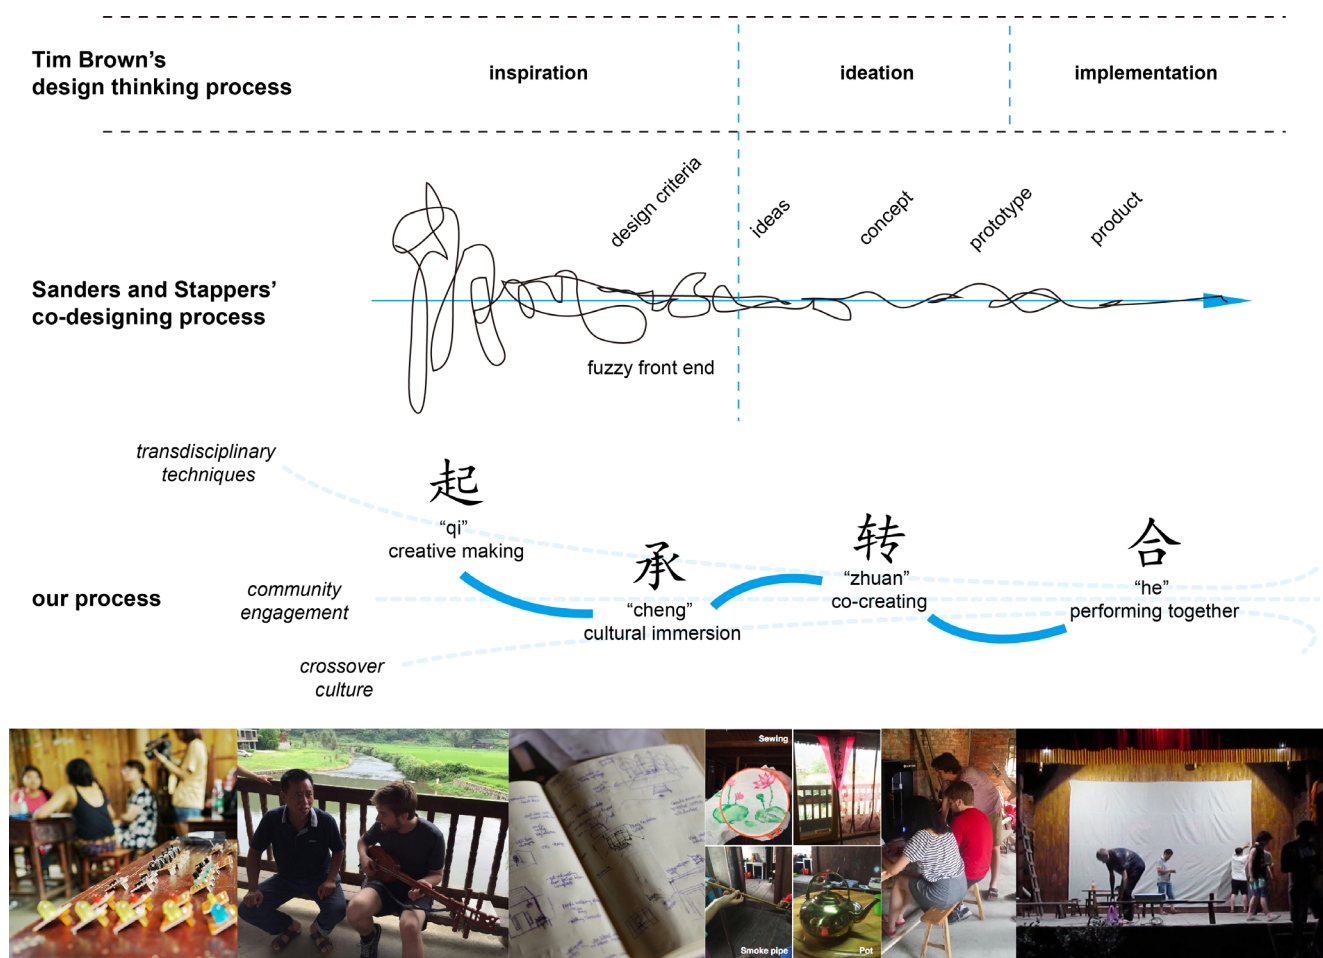 Tim Brown’s
design thinking process
inspiration
ideation
implementation
design criteria
ideas
concept
prototype
product
Sanders and Stappers’
co-designing process
fuzzy front end
transdisciplinary
techniques
起
“qi”
creative making
承
“cheng”
cultural immersion
转
“zhuan”
co-creating
合
“he”
performing together
our process
community
engagement
crossover
culture
Sewing
Smoke pipe
Pot